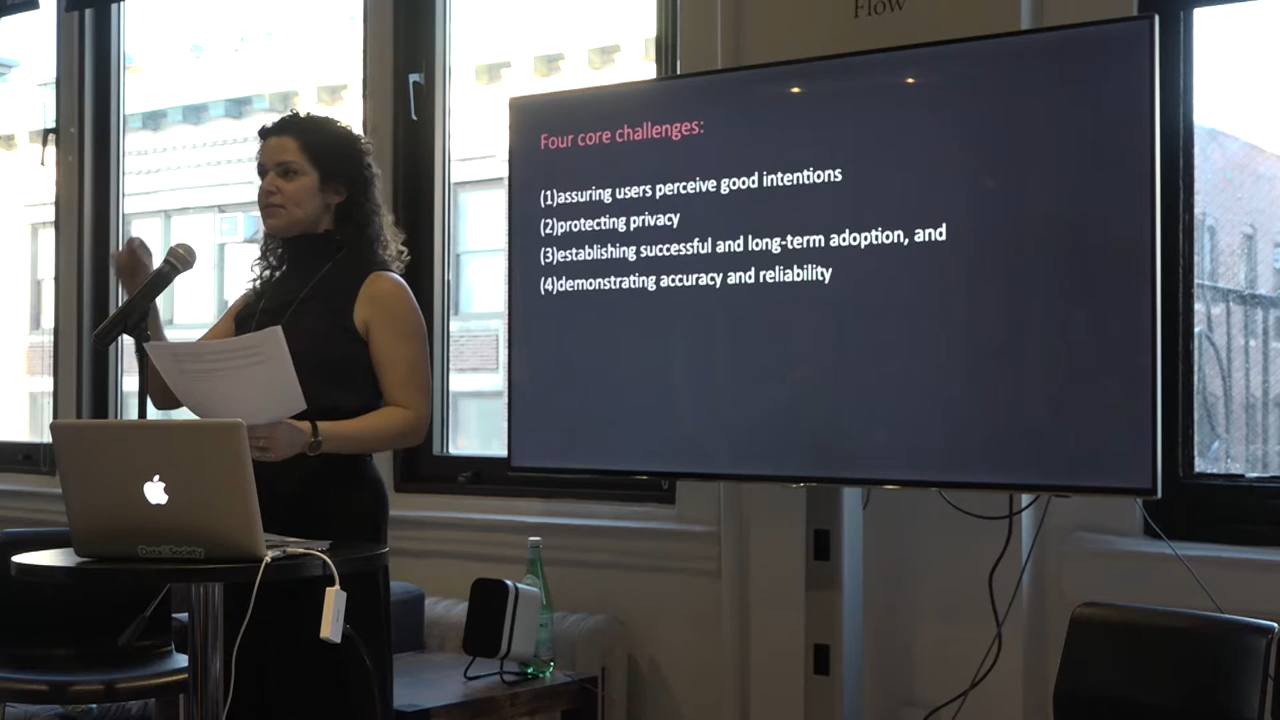 Flow
Four core challenges:
(1)assuring users perceive good intentions
(2)protecting privacy
(3)establishing successful and long-term adoption, and
(4)demonstrating accuracy and reliability
Data & Society